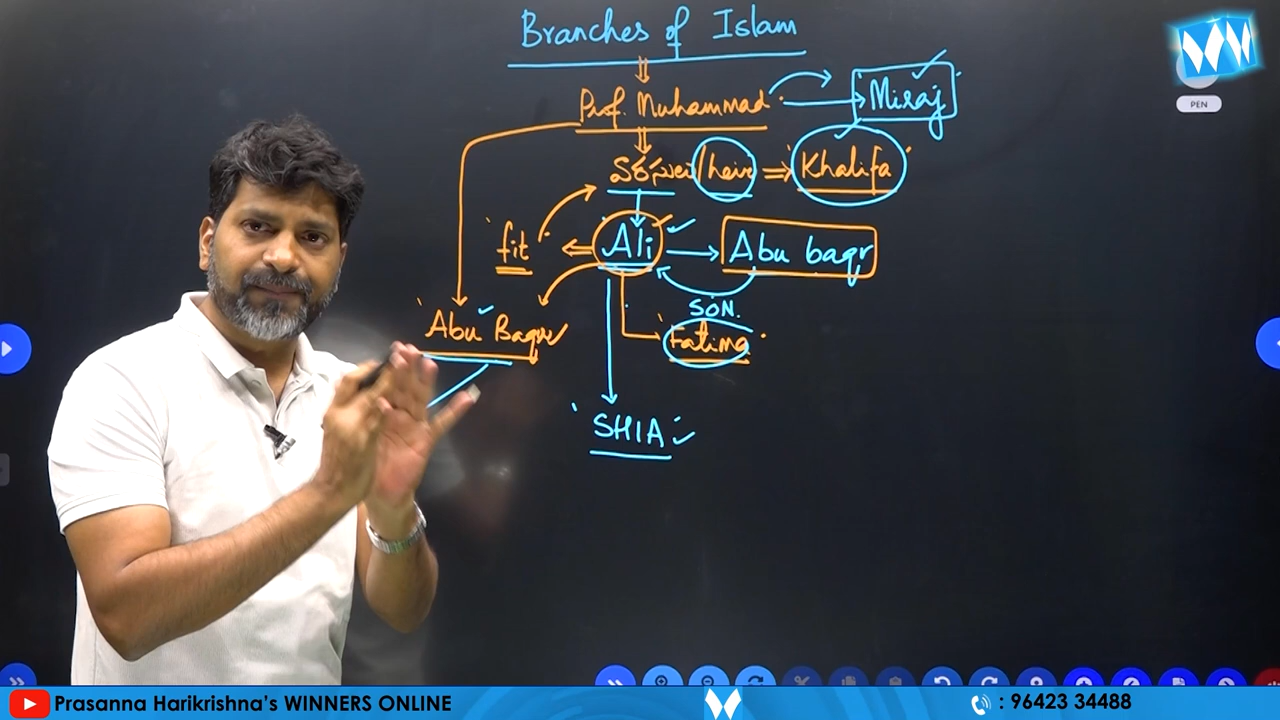 Branches of Islam
Prof. Muhammad
Miraj
వారసులు/heir
Khalifa
fit
Ali
Abu baqr
SON.
Abu Baqr
Fatima
SHIA
PEN
Prasanna Harikrishna's WINNERS ONLINE
: 96423 34488